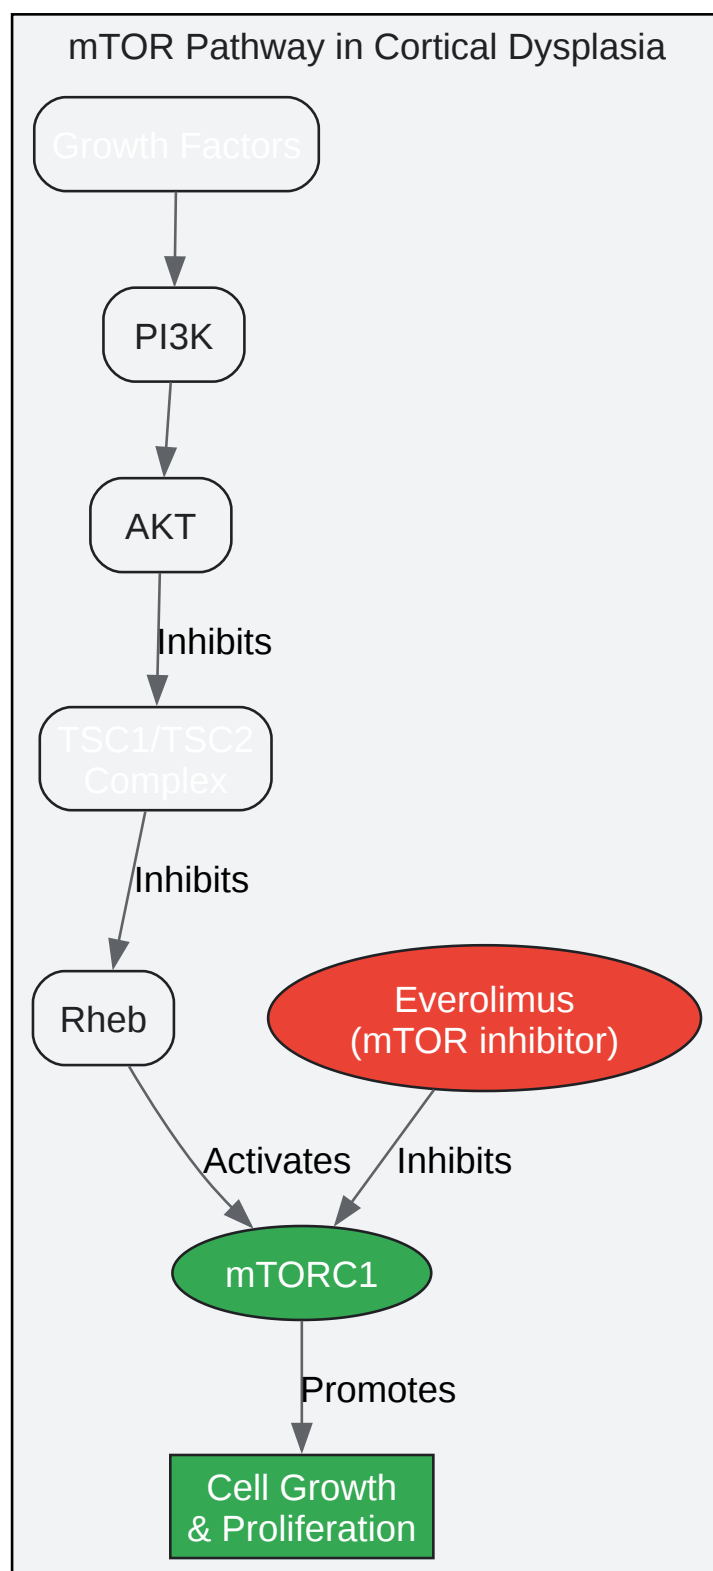 mTOR Pathway in Cortical Dysplasia
Growth Factors
PI3K
AKT
Inhibits
TSC1/TSC2
Complex
Inhibits
Rheb
Everolimus
(mTOR inhibitor)
Activates
Inhibits
mTORC1
Promotes
Cell Growth
& Proliferation